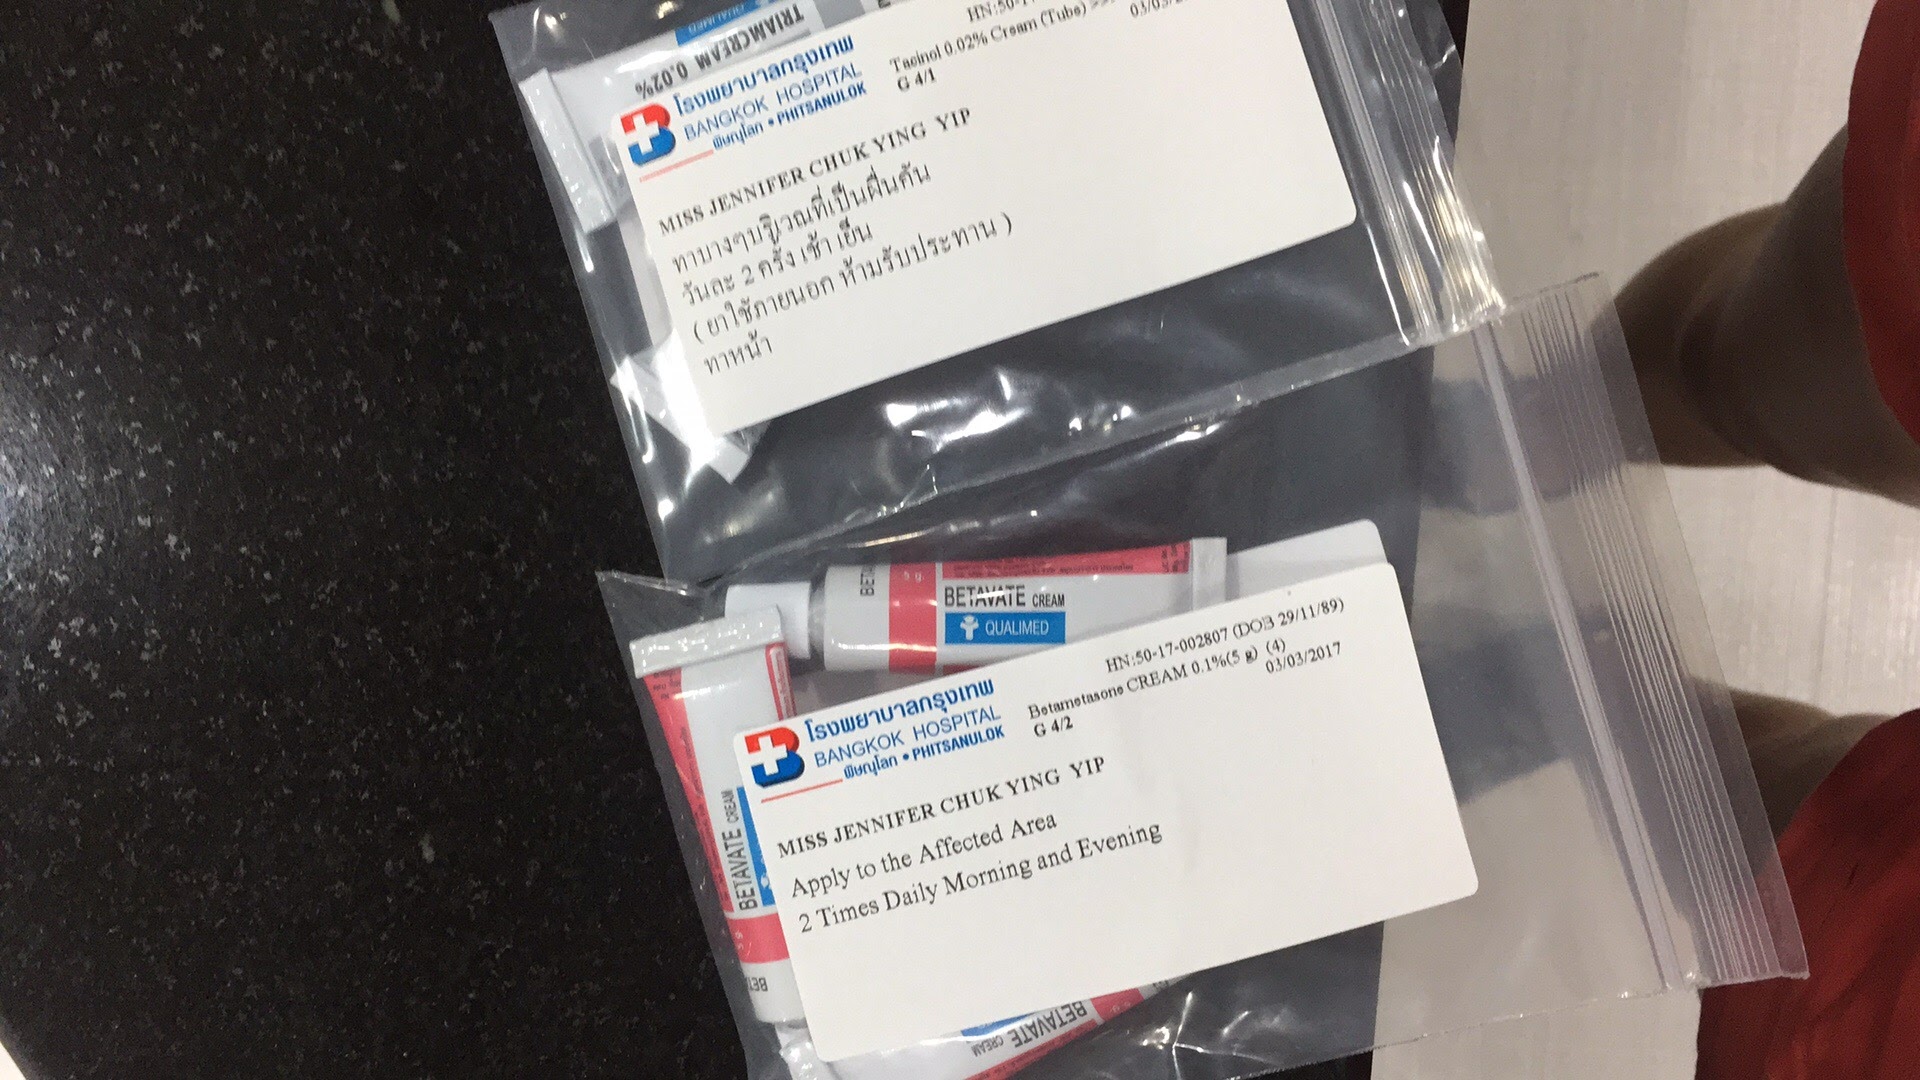 QUALIMED
TRIAMCREAM 0.02%
HN:50-1
03/03/
Tacinol 0.02% Cream (Tube) >>
G 4/1
โรงพยาบาลกรุงเทพ
BANGKOK HOSPITAL
พิษณุโลก • PHITSANULOK
MISS JENNIFER CHUK YING YIP
ทาบางๆบริเวณที่เป็นผื่นคัน
วันละ 2 ครั้ง เช้า เย็น
( ยาใช้ภายนอก ห้ามรับประทาน )
ทาหน้า
5 g.
BETAVATE CREAM
QUALIMED
HN:50-17-002807 (DOB 29/11/89)
Betametasone CREAM 0.1%(5 g) (4)
03/03/2017
G 4/2
โรงพยาบาลกรุงเทพ
BANGKOK HOSPITAL
พิษณุโลก • PHITSANULOK
MISS JENNIFER CHUK YING YIP
Apply to the Affected Area
2 Times Daily Morning and Evening
BETAVATE CREAM
5 g.
BETAVATE CREAM